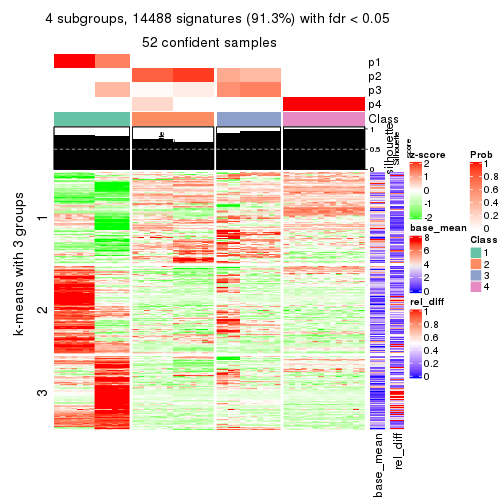 4 subgroups, 14488 signatures (91.3%) with fdr < 0.05
52 confident samples
p1
p2
p3
p4
Class
1
0.5
0
silhouette
Silhouette
score
k-means with 3 groups
1
2
3
base_mean
rel_diff
z-score
2
1
0
-1
-2
base_mean
8
6
4
2
0
rel_diff
1
0.8
0.6
0.4
0.2
0
Prob
1
0.8
0.6
0.4
0.2
0
Class
1
2
3
4